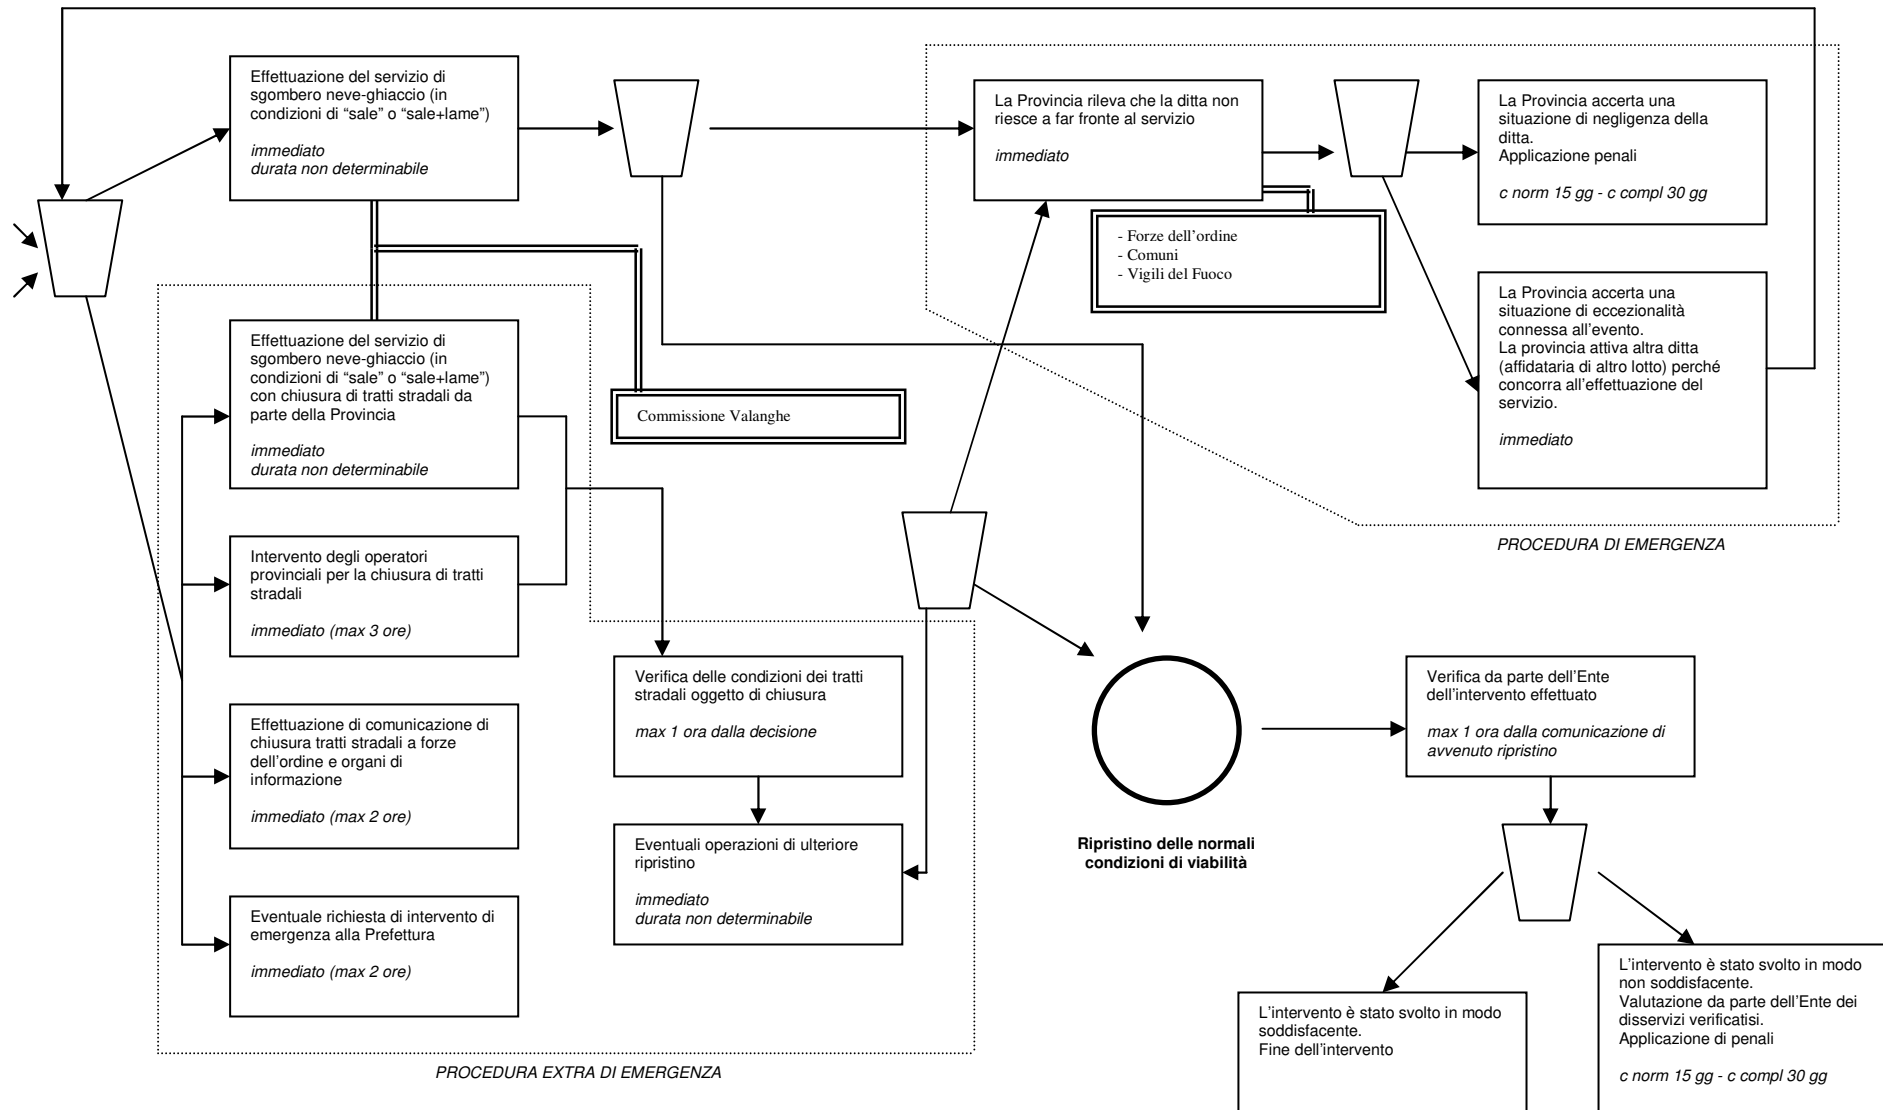 Effettuazione del servizio di
sgombero neve-ghiaccio (in
condizioni di “sale” o “sale+lame”)
immediato
durata non determinabile
La Provincia rileva che la ditta non
riesce a far fronte al servizio
immediato
La Provincia accerta una
situazione di negligenza della
ditta.
Applicazione penali
c norm 15 gg - c compl 30 gg
- Forze dell’ordine
- Comuni
- Vigili del Fuoco
La Provincia accerta una
situazione di eccezionalità
connessa all’evento.
La provincia attiva altra ditta
(affidataria di altro lotto) perché
concorra all’effettuazione del
servizio.
immediato
PROCEDURA DI EMERGENZA
Effettuazione del servizio di
sgombero neve-ghiaccio (in
condizioni di “sale” o “sale+lame”)
con chiusura di tratti stradali da
parte della Provincia
immediato
durata non determinabile
Commissione Valanghe
Intervento degli operatori
provinciali per la chiusura di tratti
stradali
immediato (max 3 ore)
Effettuazione di comunicazione di
chiusura tratti stradali a forze
dell’ordine e organi di
informazione
immediato (max 2 ore)
Eventuale richiesta di intervento di
emergenza alla Prefettura
immediato (max 2 ore)
Verifica delle condizioni dei tratti
stradali oggetto di chiusura
max 1 ora dalla decisione
Eventuali operazioni di ulteriore
ripristino
immediato
durata non determinabile
PROCEDURA EXTRA DI EMERGENZA
Ripristino delle normali
condizioni di viabilità
Verifica da parte dell’Ente
dell’intervento effettuato
max 1 ora dalla comunicazione di
avvenuto ripristino
L’intervento è stato svolto in modo
soddisfacente.
Fine dell’intervento
L’intervento è stato svolto in modo
non soddisfacente.
Valutazione da parte dell’Ente dei
disservizi verificatisi.
Applicazione di penali
c norm 15 gg - c compl 30 gg